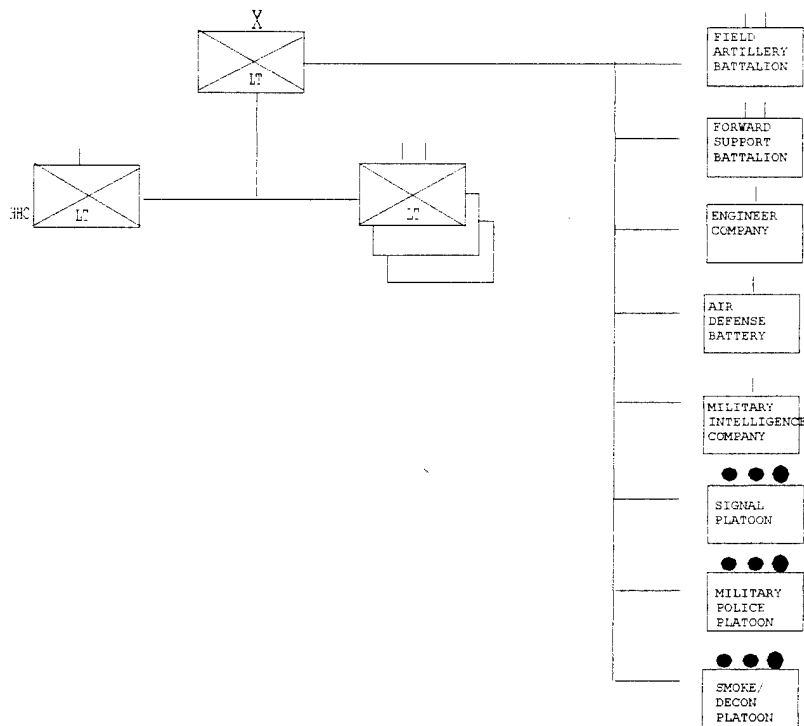 X
LT
FIELD
ARTILLERY
BATTALION
FORWARD
SUPPORT
BATTALION
HHC
LT
LT
ENGINEER
COMPANY
AIR
DEFENSE
BATTERY
MILITARY
INTELLIGENCE
COMPANY
SIGNAL
PLATOON
MILITARY
POLICE
PLATOON
SMOKE/
DECON
PLATOON